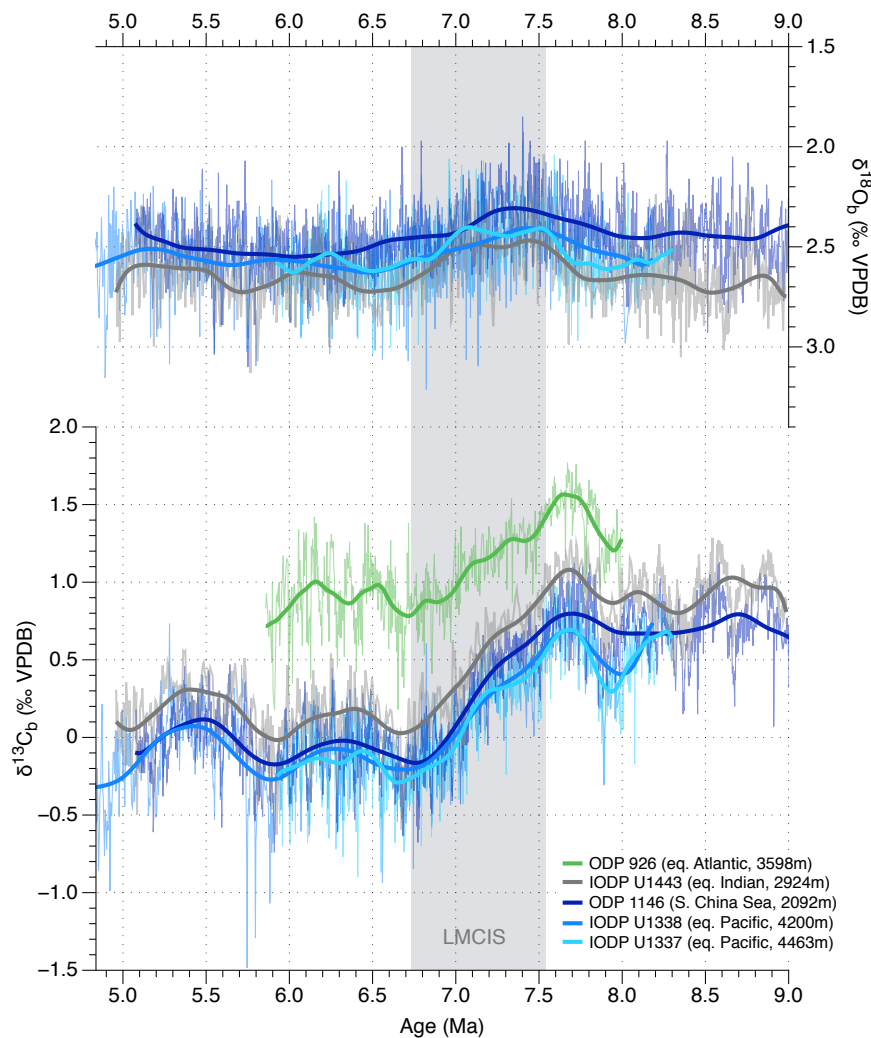 5.0 5.5 6.0 6.5 7.0 7.5 8.0 8.5 9.0
1.5
2.0
2.5
3.0
δ¹⁸O_b (‰ VPDB)
2.0
1.5
1.0
0.5
0
−0.5
−1.0
−1.5
δ¹³C_b (‰ VPDB)
ODP 926 (eq. Atlantic, 3598m)
IODP U1443 (eq. Indian, 2924m)
ODP 1146 (S. China Sea, 2092m)
IODP U1338 (eq. Pacific, 4200m)
IODP U1337 (eq. Pacific, 4463m)
LMCIS
5.0 5.5 6.0 6.5 7.0 7.5 8.0 8.5 9.0
Age (Ma)